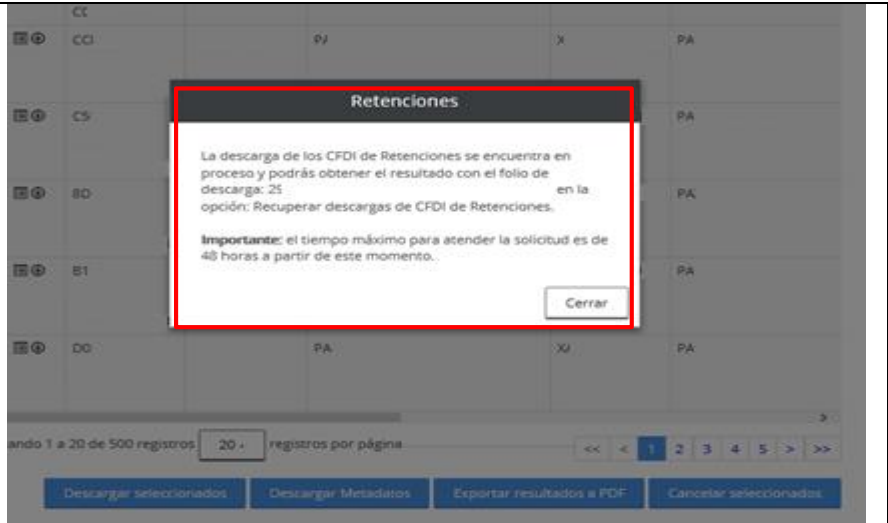 CC
CCI PA X PA
Retenciones
C5 PA
La descarga de los CFDI de Retenciones se encuentra en
proceso y podrás obtener el resultado con el folio de
descarga: 29 en la
opción: Recuperar descargas de CFDI de Retenciones.
8D PA
Importante: el tiempo máximo para atender la solicitud es de
48 horas a partir de este momento.
B1 PA
Cerrar
D0 PA XA PA
ando 1 a 20 de 500 registros 20 registros por página << < 1 2 3 4 5 > >>
Descargar seleccionados Descargar Metadatos Exportar resultados a PDF Cancelar seleccionados